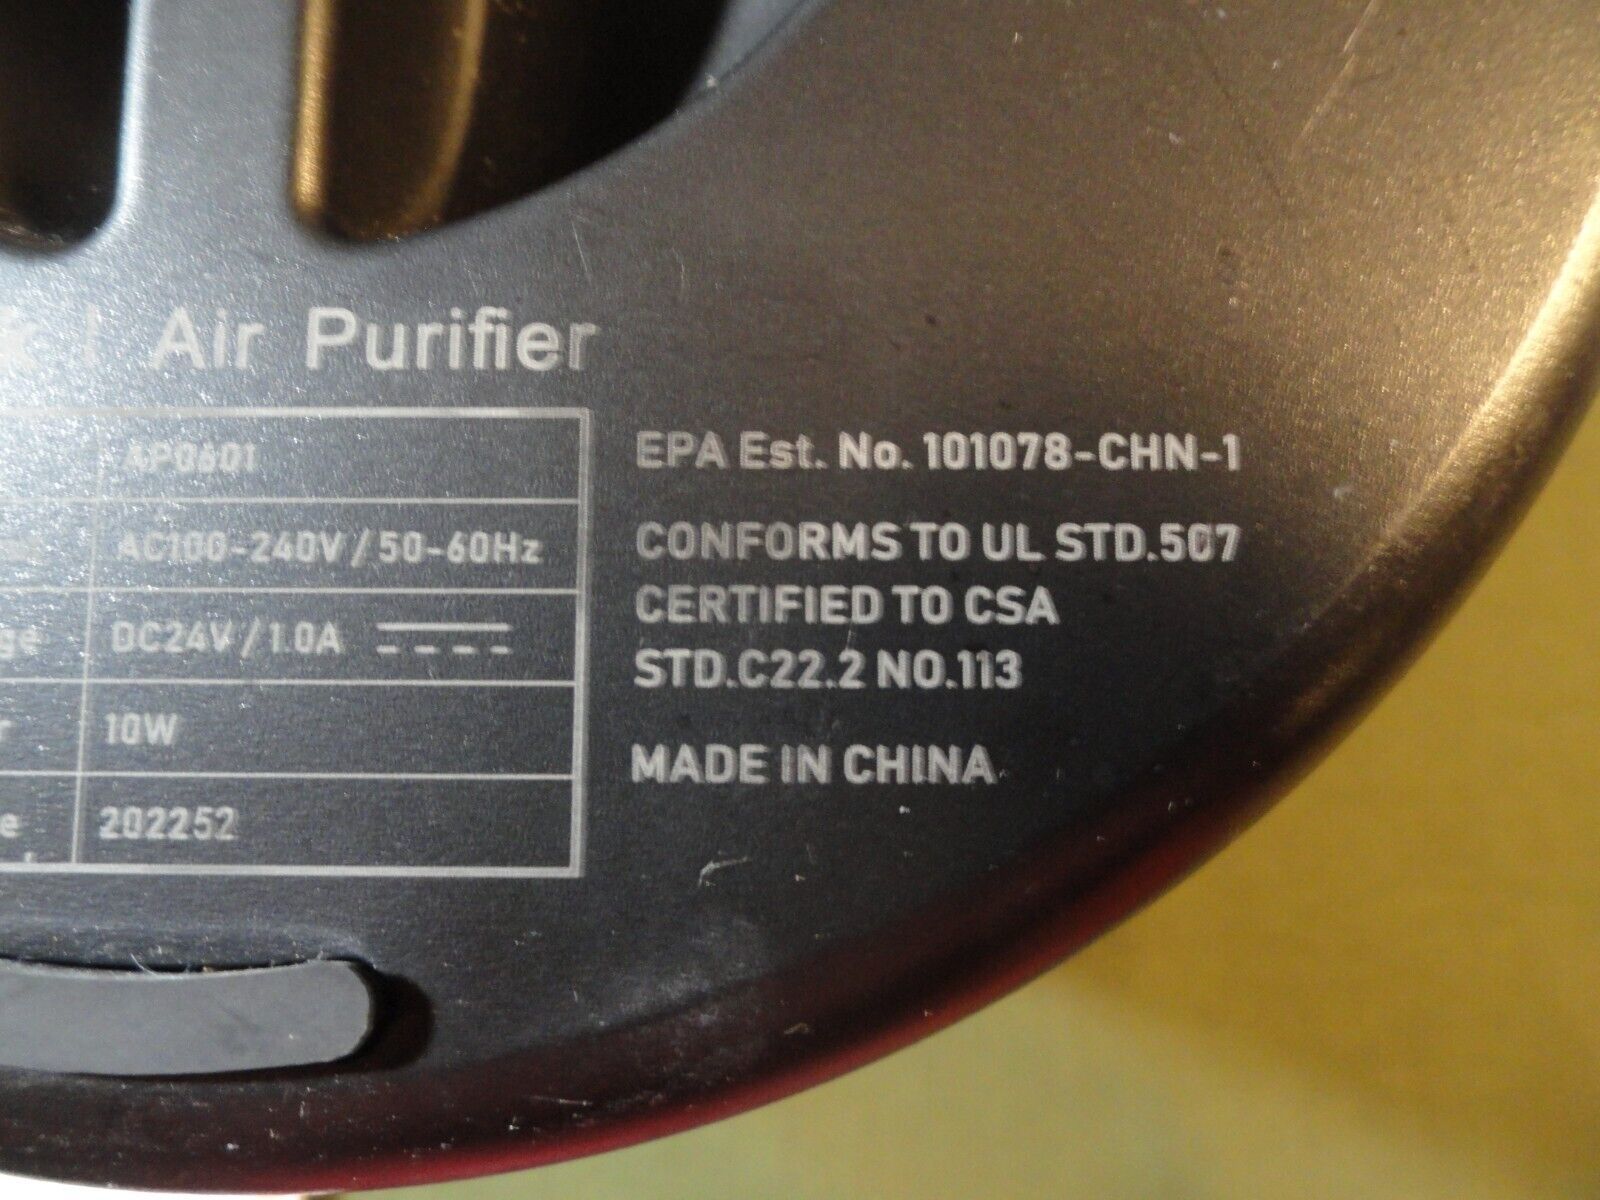 Air Purifier
AP0601
AC100-240V / 50-60Hz
DC24V / 1.0A
10W
202252
EPA Est. No. 101078-CHN-1
CONFORMS TO UL STD.507
CERTIFIED TO CSA
STD.C22.2 NO.113
MADE IN CHINA